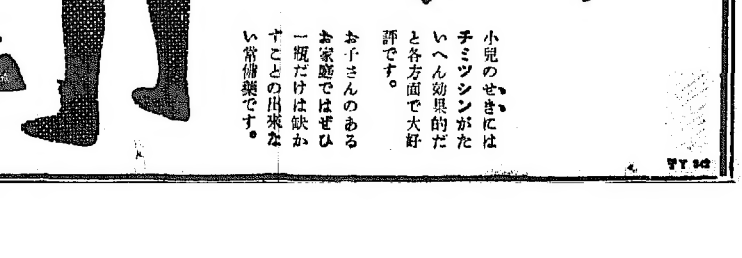 小兒のせきには
チミツシンがた
いへん効果的だ
と各方面で大好
評です。
お子さんのある
お家庭ではぜひ
一瓶だけは缺か
すことの出來な
い常備藥です。